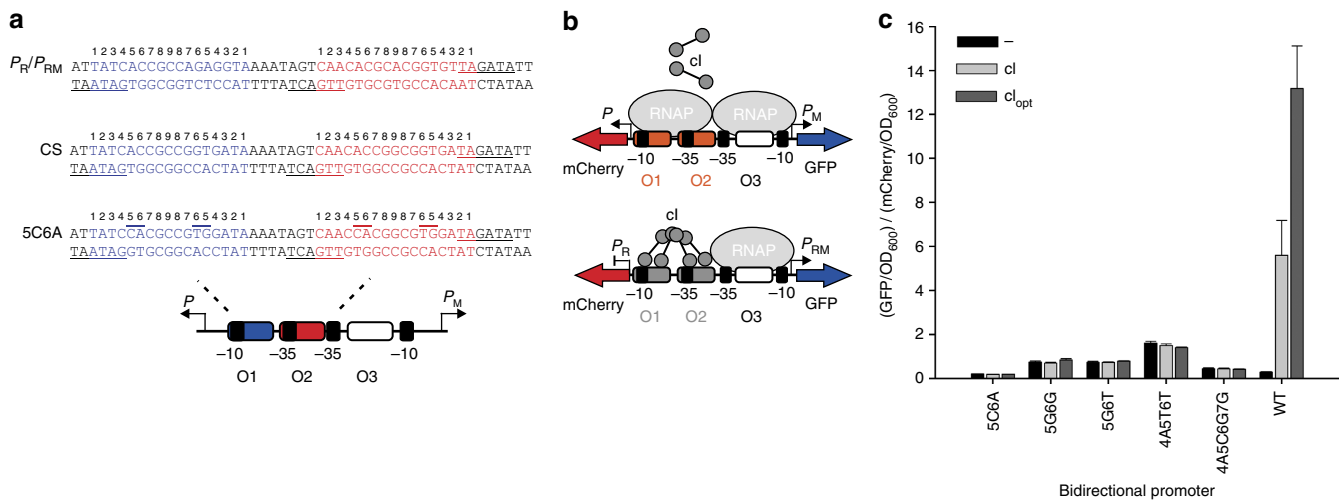 a
1 2 3 4 5 6 7 8 9 8 7 6 5 4 3 2 1 1 2 3 4 5 6 7 8 9 8 7 6 5 4 3 2 1
PR/PRM ATTATCACCGCCAGAGGTAAAATAGTCAACACGCACGGTGTTAGATATT
TAATAGTGGCGGTCTCCATTTTATCAGTTGTGCGTGCCACAATCTATAA
1 2 3 4 5 6 7 8 9 8 7 6 5 4 3 2 1 1 2 3 4 5 6 7 8 9 8 7 6 5 4 3 2 1
CS ATTATCACCGCCGGTGATAAAATAGTCAACACCGGCGGTGATAGATATT
TAATAGTGGCGGCCACTATTTTATCAGTTGTGGCCGCCACTATCTATAA
1 2 3 4 5 6 7 8 9 8 7 6 5 4 3 2 1 1 2 3 4 5 6 7 8 9 8 7 6 5 4 3 2 1
5C6A ATTATCCACGCCGTGGATAAAATAGTCAACCACGGCGTGGATAGATATT
TAATAGGTGCGGCACCTATTTTATCAGTTGGTGCCGCACCTATCTATAA
P PM
–10 –35 –35 –10
O1 O2 O3
b
cI
RNAP RNAP
P PM
–10 –35 –35 –10
mCherry O1 O2 O3 GFP
cI
RNAP
PR PRM
–10 –35 –35 –10
mCherry O1 O2 O3 GFP
c
(GFP/OD600) / (mCherry/OD600)
16
14
12
10
8
6
4
2
0
–
cI
cIopt
5C6A
5G6G
5G6T
4A5T6T
4A5C6G7G
WT
Bidirectional promoter